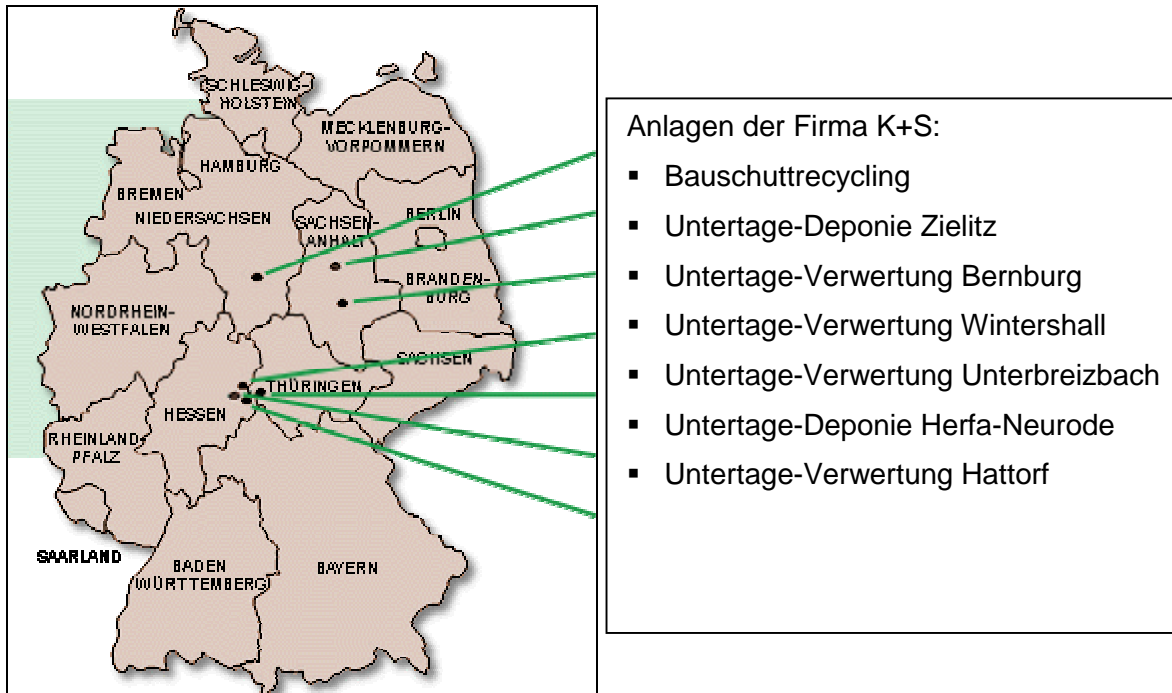 SCHLESWIG-
HOLSTEIN
MECKLENBURG-
VORPOMMERN
HAMBURG
BREMEN
NIEDERSACHSEN
SACHSEN-
ANHALT
BERLIN
BRANDEN-
BURG
NORDRHEIN-
WESTFALEN
SACHSEN
THÜRINGEN
HESSEN
RHEINLAND-
PFALZ
SAARLAND
BADEN
WÜRTTEMBERG
BAYERN
Anlagen der Firma K+S:
▪ Bauschuttrecycling
▪ Untertage-Deponie Zielitz
▪ Untertage-Verwertung Bernburg
▪ Untertage-Verwertung Wintershall
▪ Untertage-Verwertung Unterbreizbach
▪ Untertage-Deponie Herfa-Neurode
▪ Untertage-Verwertung Hattorf